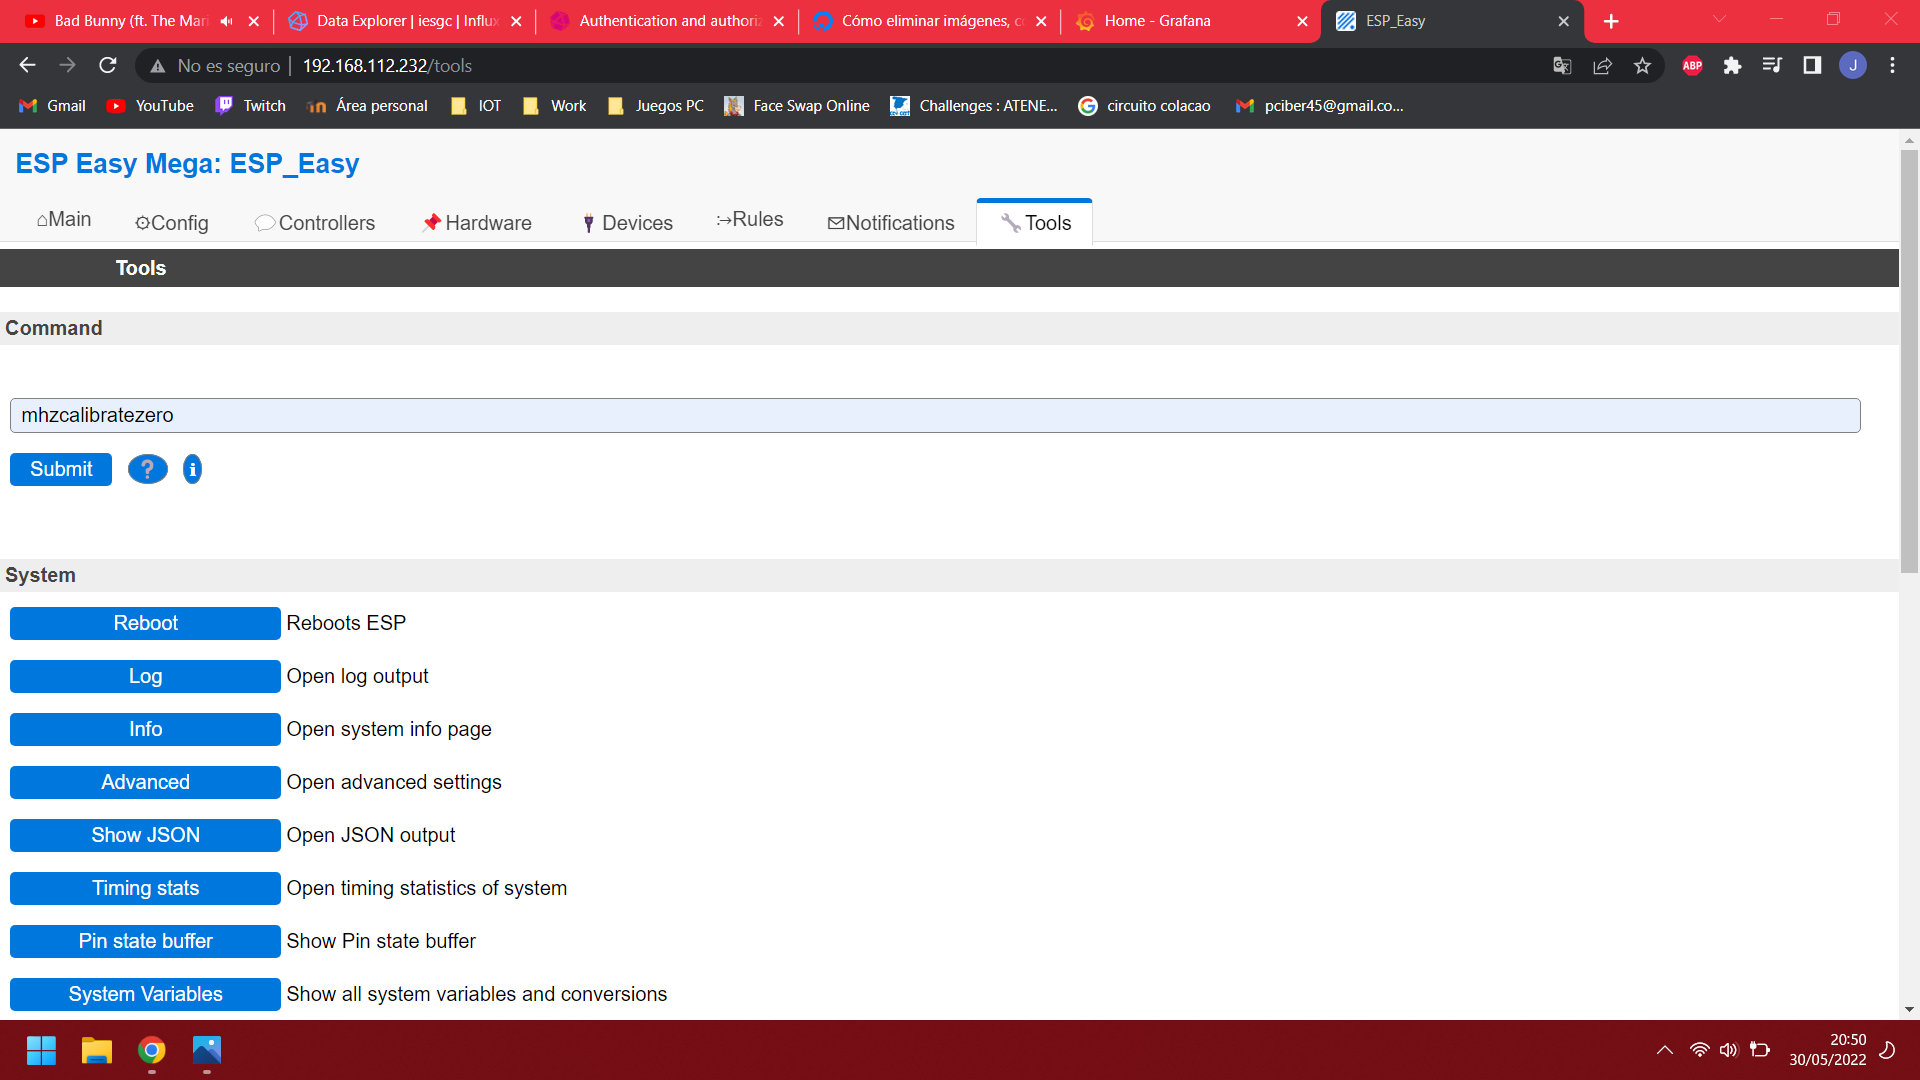 Bad Bunny (ft. The Mar
Data Explorer | iesgc | Influx
Authentication and authoriz
Cómo eliminar imágenes, c
Home - Grafana
ESP_Easy
No es seguro | 192.168.112.232/tools
ABP
J
Gmail
YouTube
Twitch
Área personal
IOT
Work
Juegos PC
Face Swap Online
Challenges : ATENE...
circuito colacao
pciber45@gmail.co...
ESP Easy Mega: ESP_Easy
Main
Config
Controllers
Hardware
Devices
Rules
Notifications
Tools
Tools
Command
mhzcalibratezero
Submit
?
i
System
Reboot Reboots ESP
Log Open log output
Info Open system info page
Advanced Open advanced settings
Show JSON Open JSON output
Timing stats Open timing statistics of system
Pin state buffer Show Pin state buffer
System Variables Show all system variables and conversions
20:50
30/05/2022